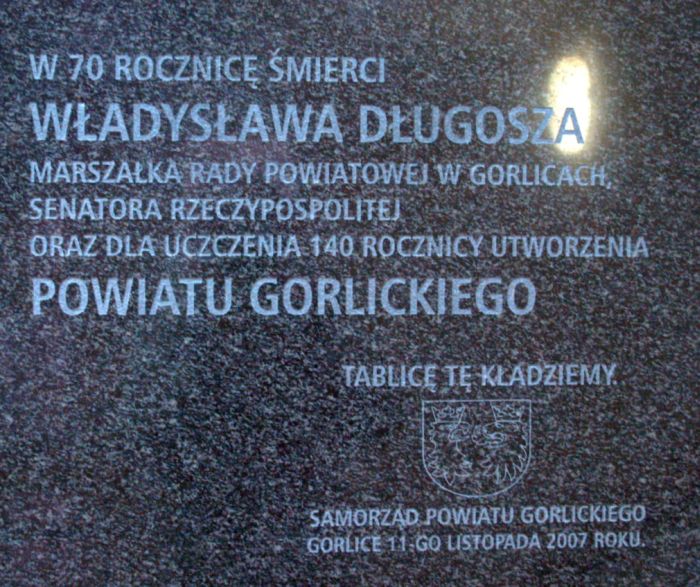 W 70 ROCZNICĘ ŚMIERCI
WŁADYSŁAWA DŁUGOSZA
MARSZAŁKA RADY POWIATOWEJ W GORLICACH,
SENATORA RZECZYPOSPOLITEJ
ORAZ DLA UCZCZENIA 140 ROCZNICY UTWORZENIA
POWIATU GORLICKIEGO
TABLICĘ TĘ KŁADZIEMY.
SAMORZĄD POWIATU GORLICKIEGO
GORLICE 11-GO LISTOPADA 2007 ROKU.